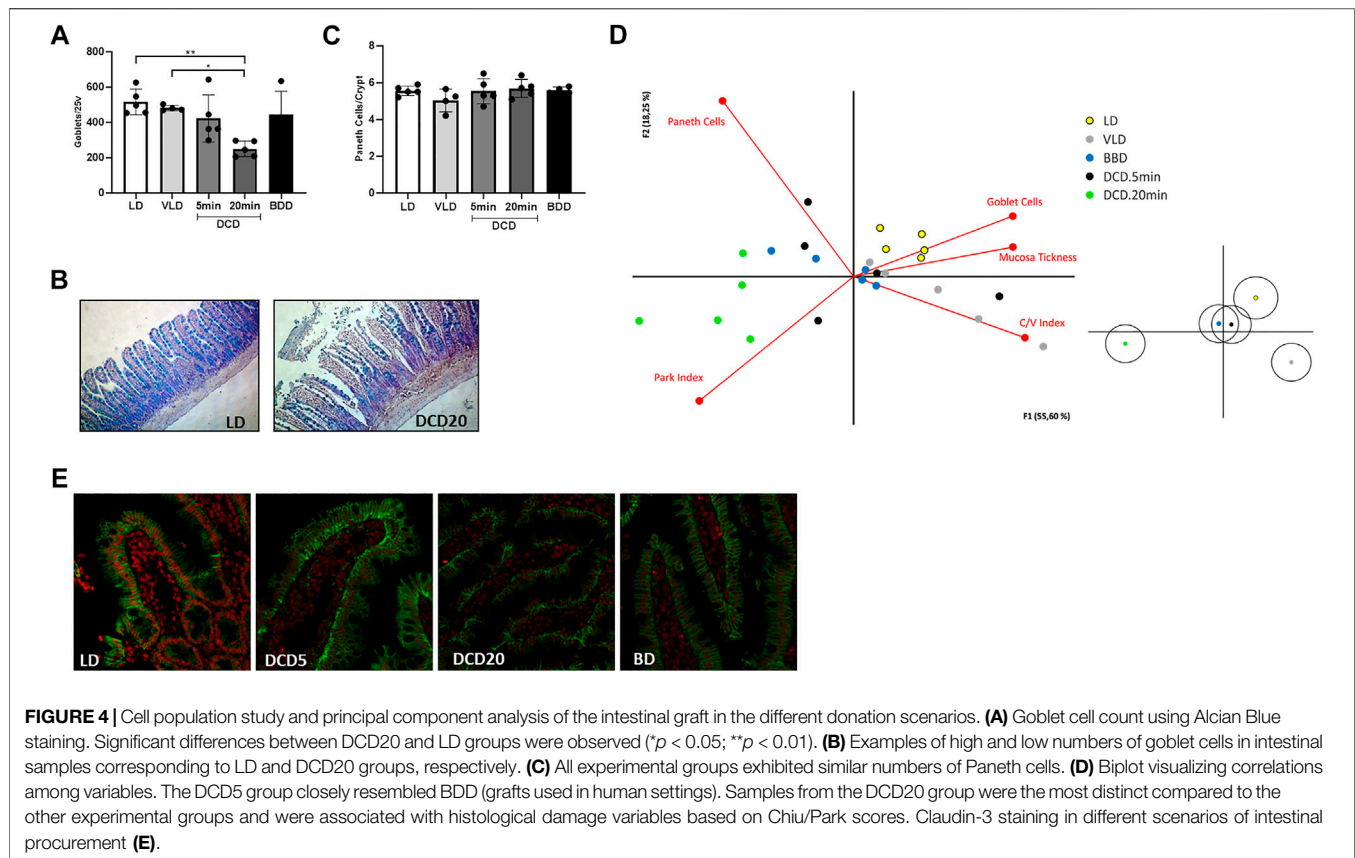 A
Goblets/25v
800
600
400
200
0
**
*
LD
VLD
5min
20min
BDD
DCD
C
Paneth Cells/Crypt
8
6
4
2
0
LD
VLD
5min
20min
BDD
DCD
D
F2 (18,25 %)
Paneth Cells
Goblet Cells
Mucosa Tickness
C/V Index
Park Index
F1 (55,60 %)
LD
VLD
BBD
DCD.5min
DCD.20min
B
LD
DCD20
E
LD
DCD5
DCD20
BD
FIGURE 4 | Cell population study and principal component analysis of the intestinal graft in the different donation scenarios. (A) Goblet cell count using Alcian Blue
staining. Significant differences between DCD20 and LD groups were observed (*p < 0.05; **p < 0.01). (B) Examples of high and low numbers of goblet cells in intestinal
samples corresponding to LD and DCD20 groups, respectively. (C) All experimental groups exhibited similar numbers of Paneth cells. (D) Biplot visualizing correlations
among variables. The DCD5 group closely resembled BDD (grafts used in human settings). Samples from the DCD20 group were the most distinct compared to the
other experimental groups and were associated with histological damage variables based on Chiu/Park scores. Claudin-3 staining in different scenarios of intestinal
procurement (E).